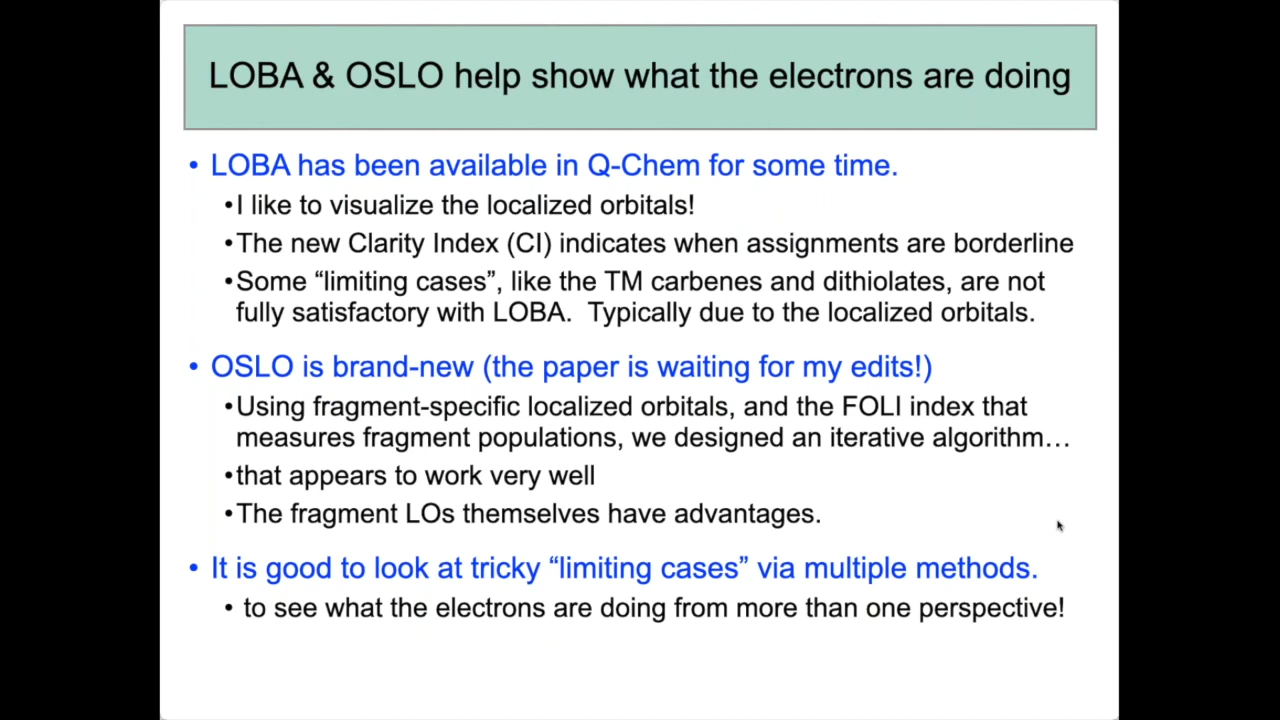 LOBA & OSLO help show what the electrons are doing
• LOBA has been available in Q-Chem for some time.
•I like to visualize the localized orbitals!
•The new Clarity Index (CI) indicates when assignments are borderline
•Some “limiting cases”, like the TM carbenes and dithiolates, are not
fully satisfactory with LOBA.  Typically due to the localized orbitals.
• OSLO is brand-new (the paper is waiting for my edits!)
•Using fragment-specific localized orbitals, and the FOLI index that
measures fragment populations, we designed an iterative algorithm…
•that appears to work very well
•The fragment LOs themselves have advantages.
• It is good to look at tricky “limiting cases” via multiple methods.
• to see what the electrons are doing from more than one perspective!